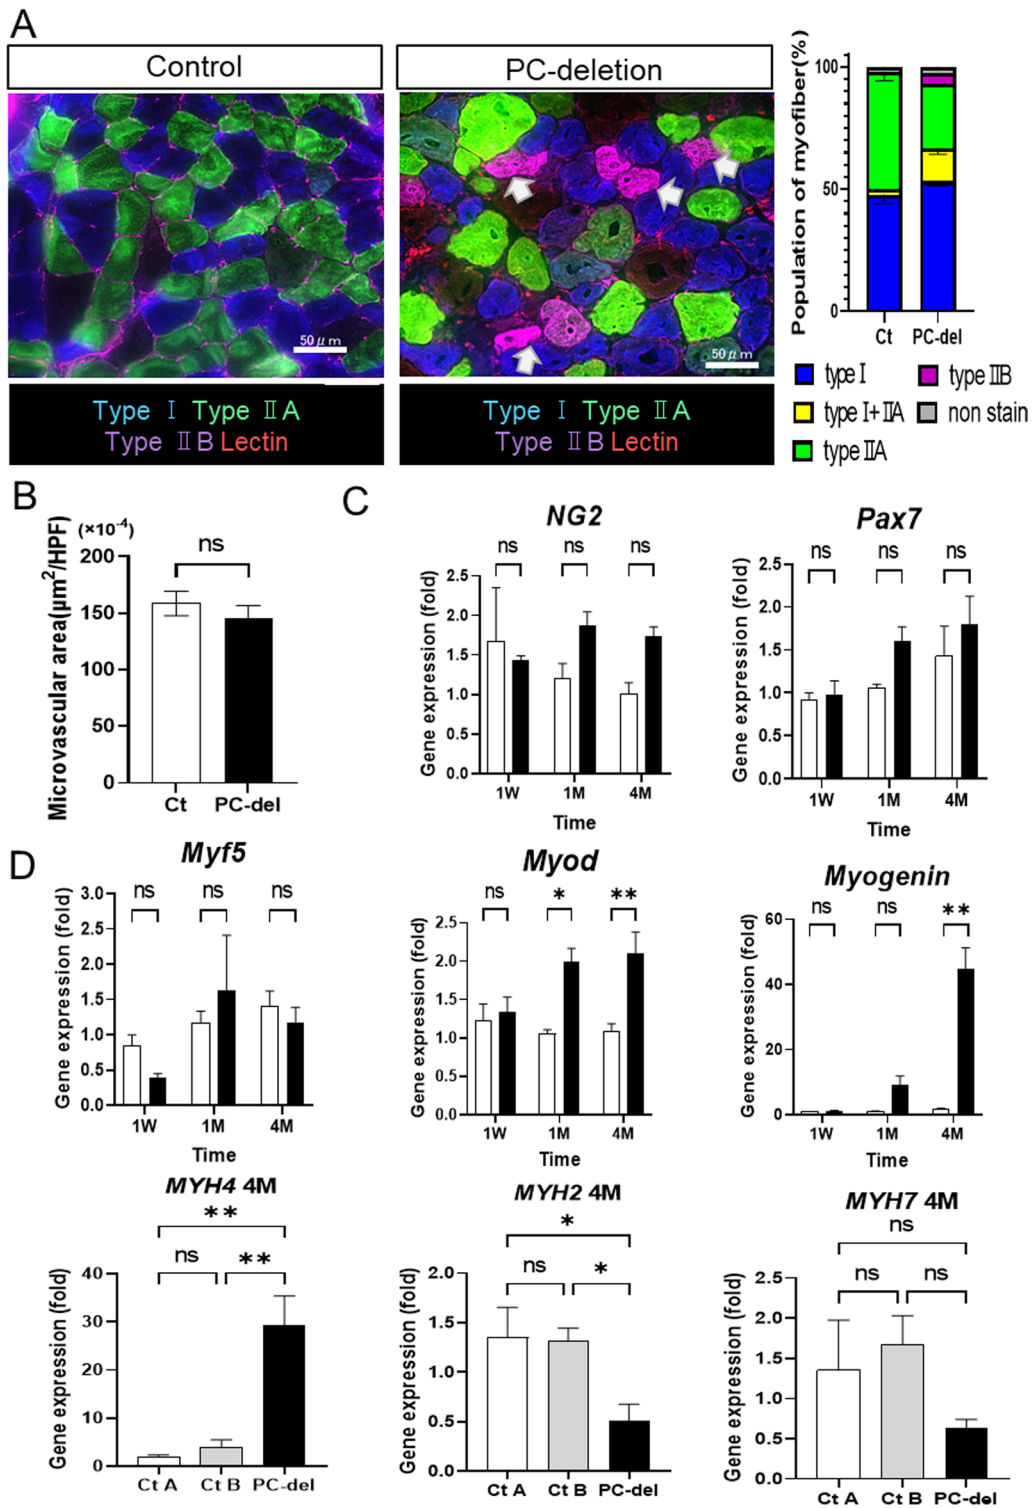 A
Control
PC-deletion
50μm
50μm
Type Ⅰ Type ⅡA
Type ⅡB Lectin
Type Ⅰ Type ⅡA
Type ⅡB Lectin
Population of myofiber(%)
100
50
0
Ct PC-del
type Ⅰ
type Ⅰ+ⅡA
type ⅡA
type ⅡB
non stain
B
(×10⁻⁴)
Microvascular area(μm²/HPF)
200
150
100
50
0
ns
Ct PC-del
C
NG2
ns ns ns
Gene expression (fold)
2.5
2.0
1.5
1.0
0.5
0.0
1W 1M 4M
Time
Pax7
ns ns ns
Gene expression (fold)
2.5
2.0
1.5
1.0
0.5
0.0
1W 1M 4M
Time
D
Myf5
ns ns ns
Gene expression (fold)
3.0
2.5
2.0
1.5
1.0
0.5
0.0
1W 1M 4M
Time
Myod
ns * **
Gene expression (fold)
2.5
2.0
1.5
1.0
0.5
0.0
1W 1M 4M
Time
Myogenin
ns ns **
Gene expression (fold)
60
40
20
0
1W 1M 4M
Time
MYH4 4M
**
ns **
Gene expression (fold)
40
30
20
10
0
Ct A Ct B PC-del
MYH2 4M
*
ns *
Gene expression (fold)
2.0
1.5
1.0
0.5
0.0
Ct A Ct B PC-del
MYH7 4M
ns
ns ns
Gene expression (fold)
2.5
2.0
1.5
1.0
0.5
0.0
Ct A Ct B PC-del